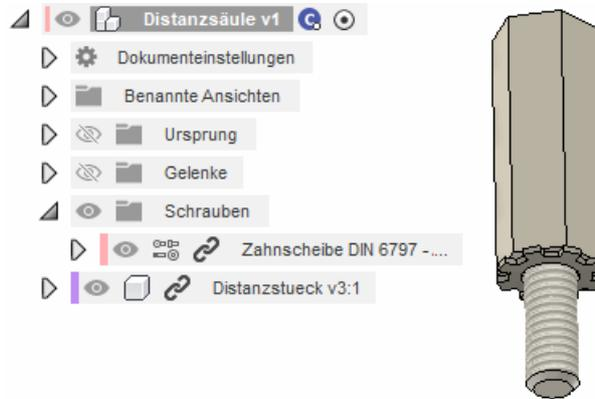 Distanzsäule v1
Dokumenteinstellungen
Benannte Ansichten
Ursprung
Gelenke
Schrauben
Zahnscheibe DIN 6797 -....
Distanzstueck v3:1